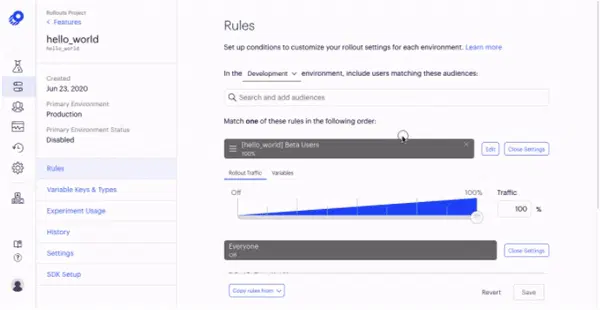 Rollouts Project
< Features
hello_world
hello_world
Created
Jun 23, 2020
Primary Environment
Production
Primary Environment Status
Disabled
Rules
Variable Keys & Types
Experiment Usage
History
Settings
SDK Setup
Rules
Set up conditions to customize your rollout settings for each environment. Learn more
In the Development environment, include users matching these audiences:
Search and add audiences
Match one of these rules in the following order:
[hello_world] Beta Users
100%
Edit
Close Settings
Rollout Traffic Variables
Off 100% Traffic
100 %
Everyone
Off
Close Settings
Copy rules from
Revert
Save